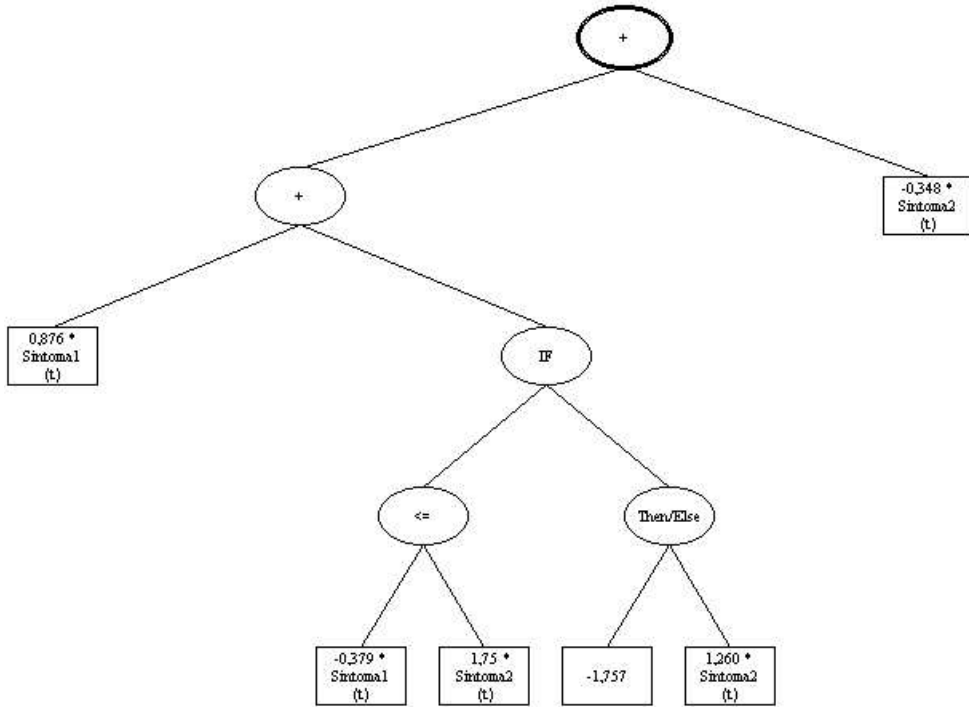 +
+
-0,348 *
Sintoma2
(t)
0,876 *
Sintoma1
(t)
IF
<=
Then/Else
-0,379 *
Sintoma1
(t)
1,75 *
Sintoma2
(t)
-1,757
1,260 *
Sintoma2
(t)